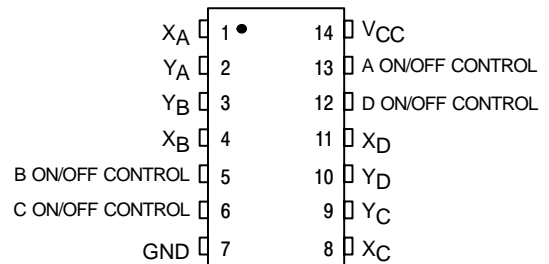 XA 1 14 VCC
YA 2 13 A ON/OFF CONTROL
YB 3 12 D ON/OFF CONTROL
XB 4 11 XD
B ON/OFF CONTROL 5 10 YD
C ON/OFF CONTROL 6 9 YC
GND 7 8 XC